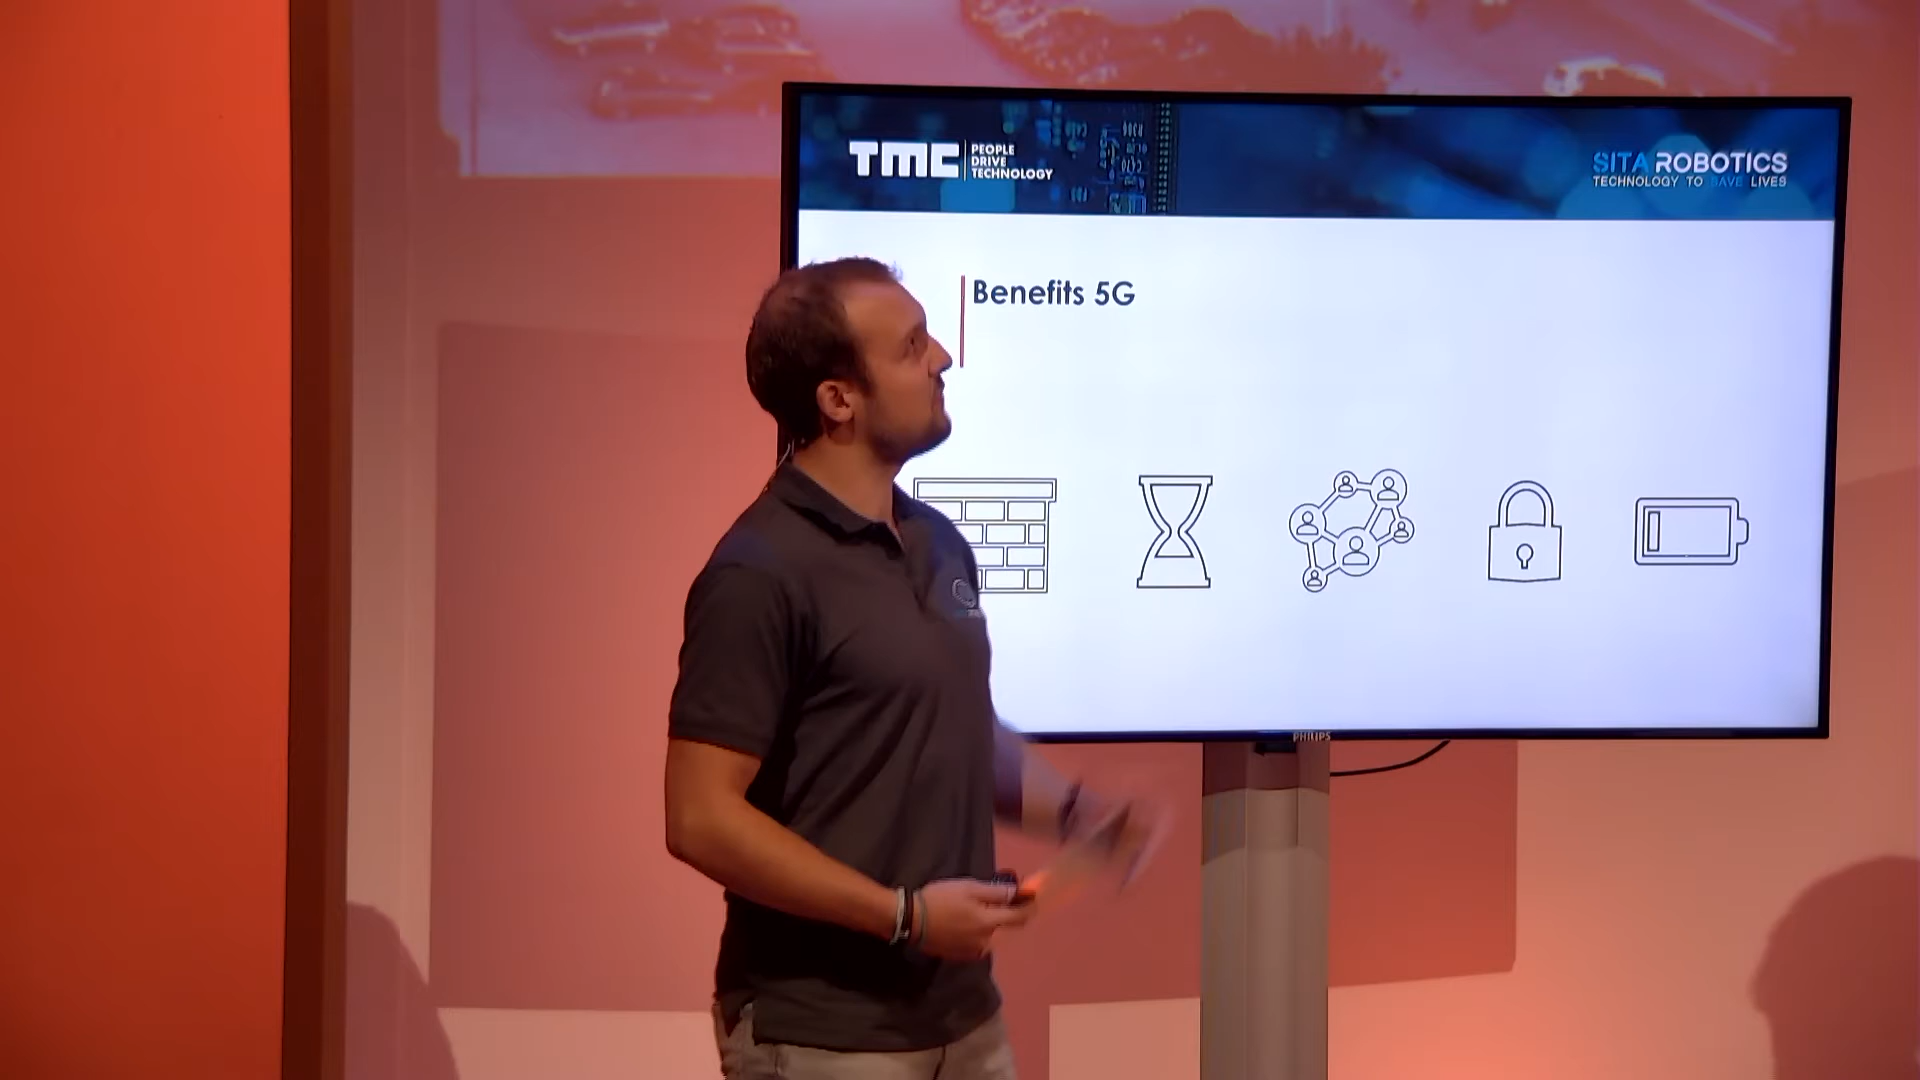 TMC
PEOPLE
DRIVE
TECHNOLOGY
SITA ROBOTICS
TECHNOLOGY TO SAVE LIVES
Benefits 5G
PHILIPS